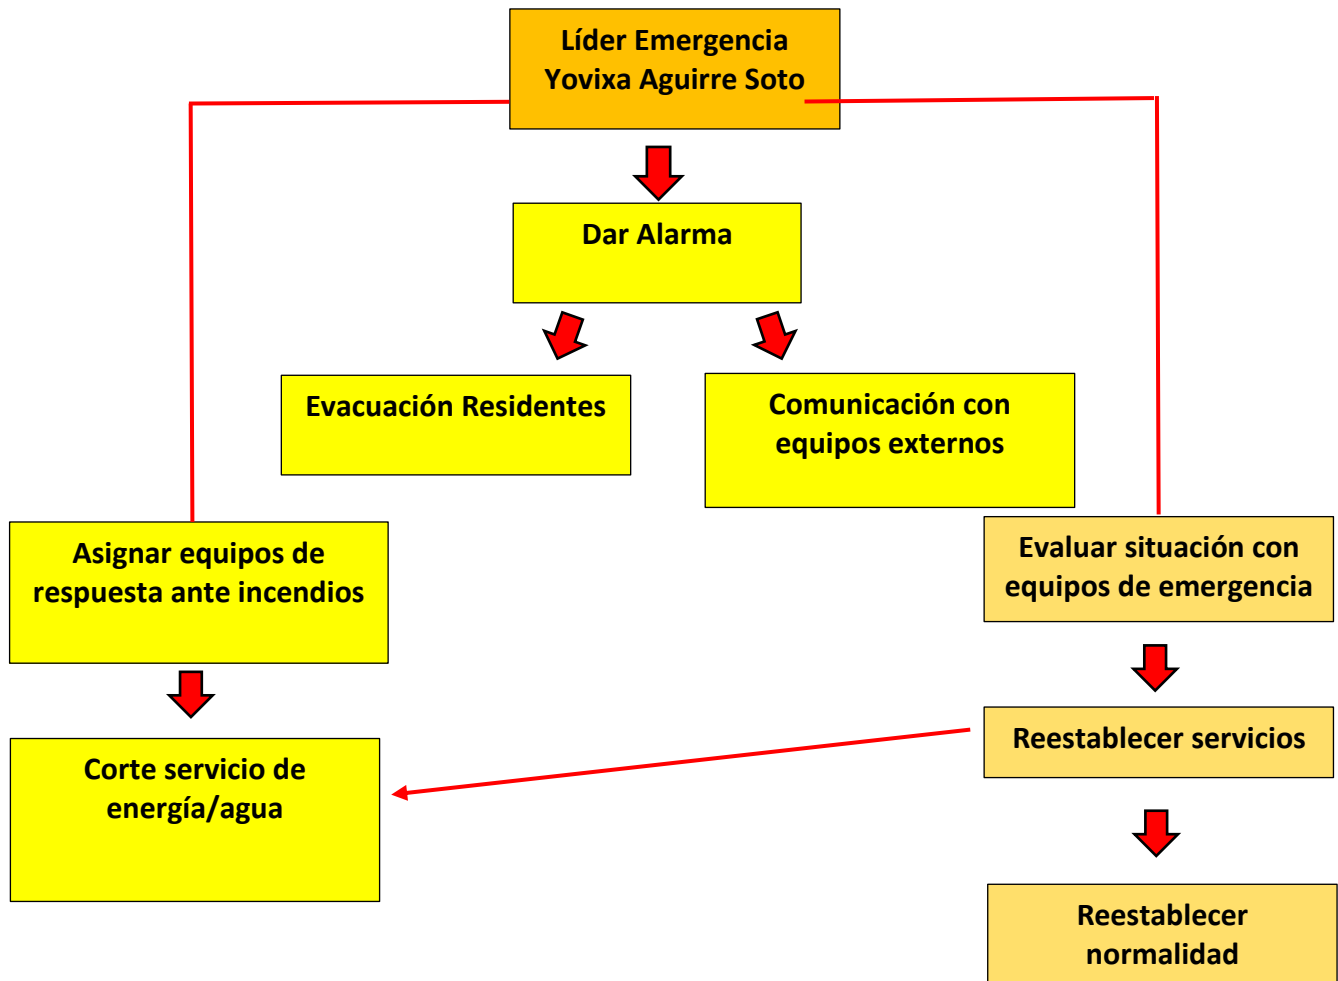 Líder Emergencia
Yovixa Aguirre Soto
Dar Alarma
Evacuación Residentes
Comunicación con
equipos externos
Asignar equipos de
respuesta ante incendios
Evaluar situación con
equipos de emergencia
Corte servicio de
energía/agua
Reestablecer servicios
Reestablecer
normalidad